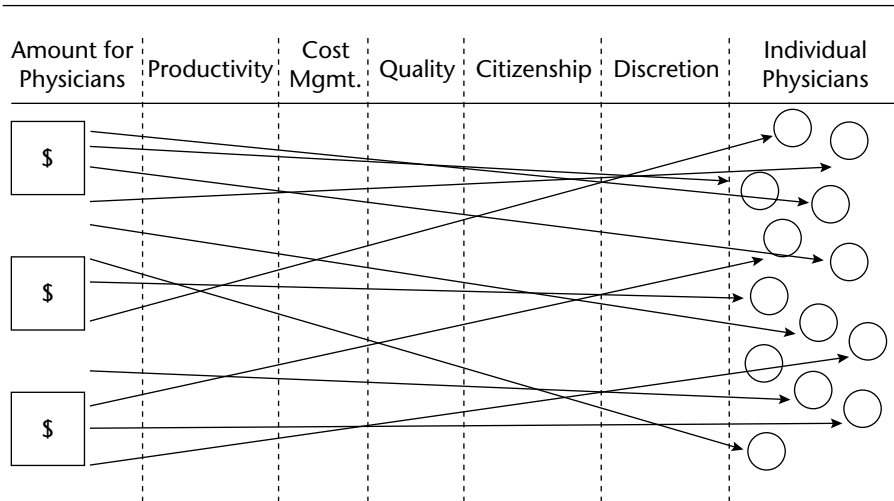 Amount for
Physicians
Productivity
Cost
Mgmt.
Quality
Citizenship
Discretion
Individual
Physicians
$
$
$